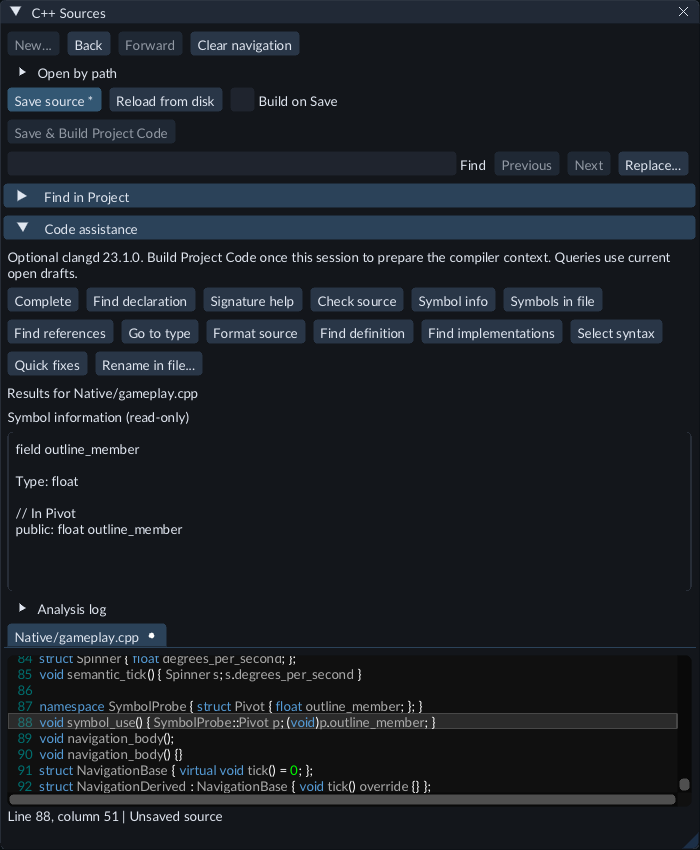 C++ Sources
New... Back Forward Clear navigation
Open by path
Save source * Reload from disk Build on Save
Save & Build Project Code
Find Previous Next Replace...
Find in Project
Code assistance
Optional clangd 23.1.0. Build Project Code once this session to prepare the compiler context. Queries use current
open drafts.
Complete Find declaration Signature help Check source Symbol info Symbols in file
Find references Go to type Format source Find definition Find implementations Select syntax
Quick fixes Rename in file...
Results for Native/gameplay.cpp
Symbol information (read-only)
field outline_member
Type: float
// In Pivot
public: float outline_member
Analysis log
Native/gameplay.cpp
84 struct Spinner { float degrees_per_second; };
85 void semantic_tick() { Spinner s; s.degrees_per_second }
86
87 namespace SymbolProbe { struct Pivot { float outline_member; }; }
88 void symbol_use() { SymbolProbe::Pivot p; (void)p.outline_member; }
89 void navigation_body();
90 void navigation_body() {}
91 struct NavigationBase { virtual void tick() = 0; };
92 struct NavigationDerived : NavigationBase { void tick() override {} };
Line 88, column 51 | Unsaved source